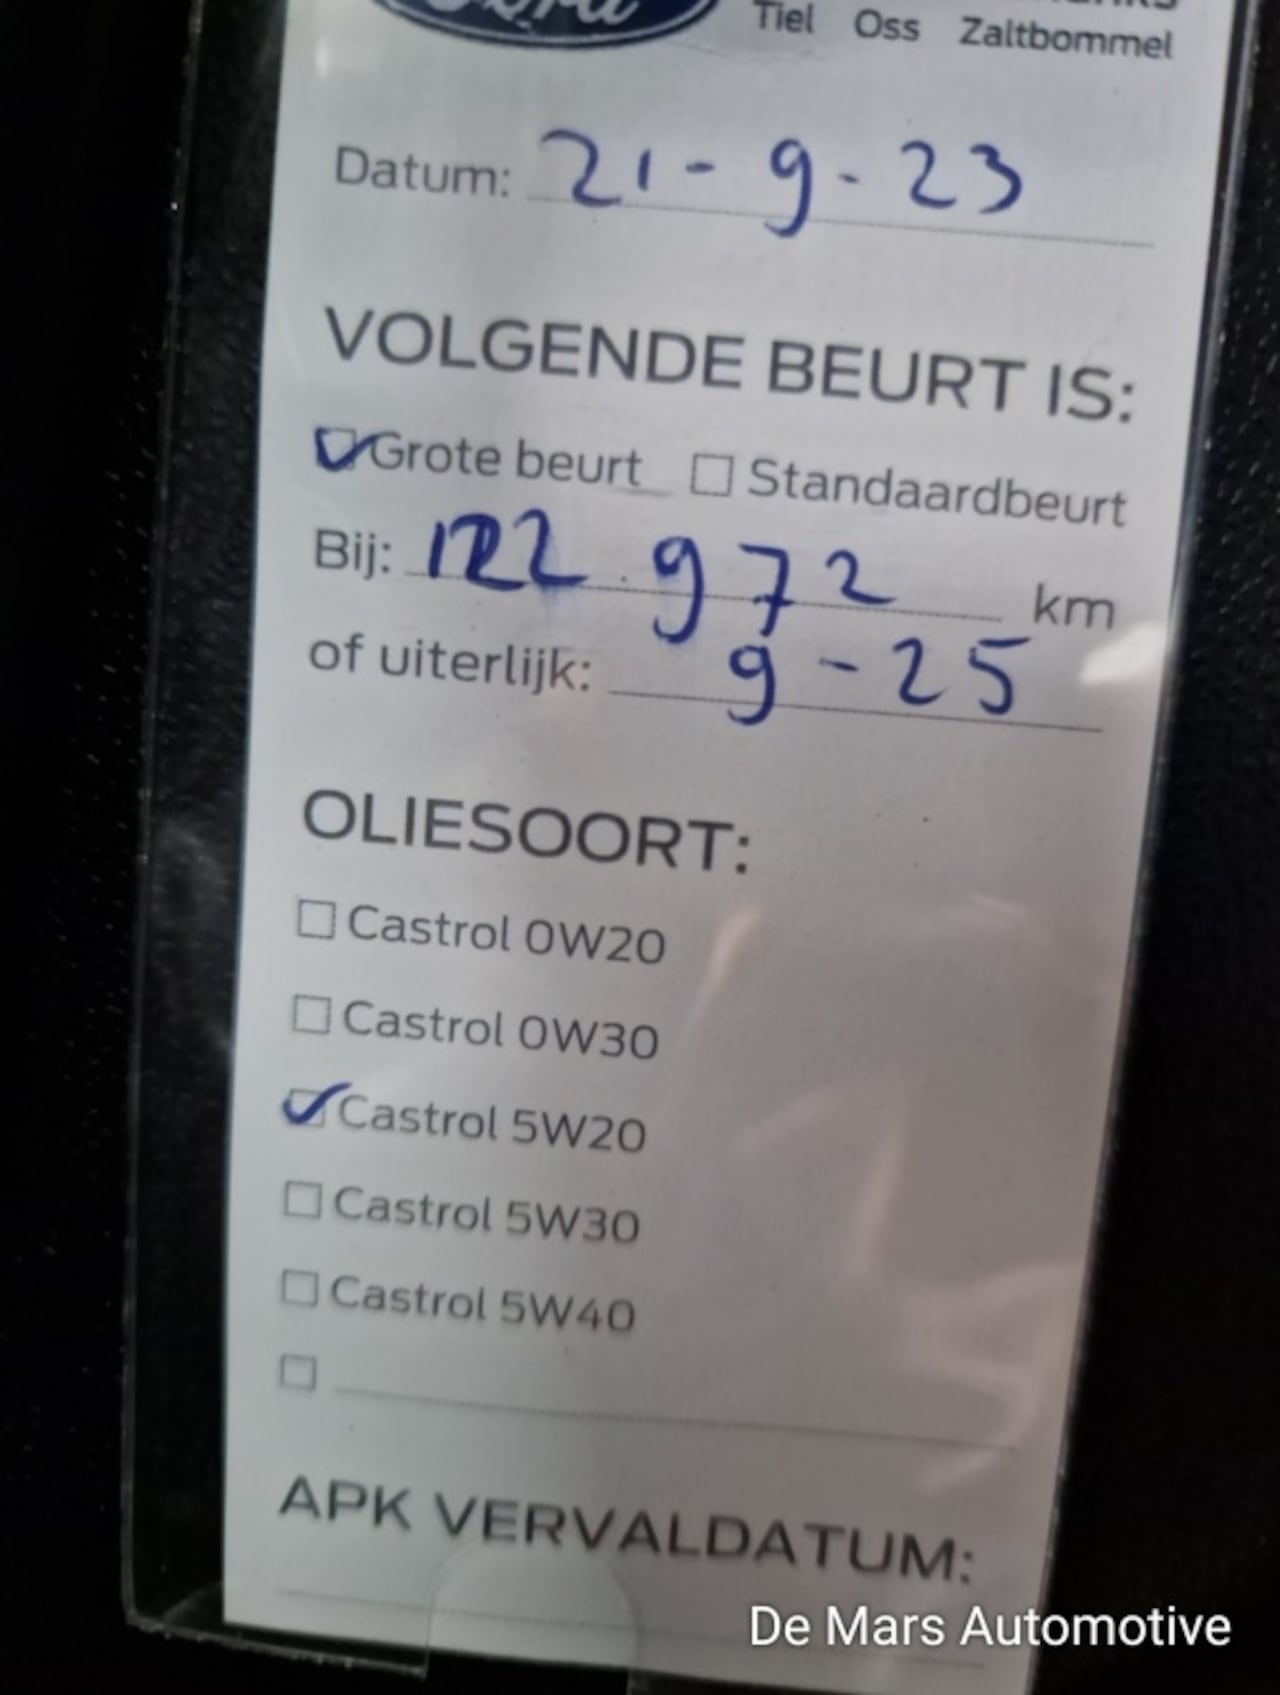 Ford
Tiel Oss Zaltbommel
Datum: 21-9-23
VOLGENDE BEURT IS:
Grote beurt Standaardbeurt
Bij: 122.972 km
of uiterlijk: 9-25
OLIESOORT:
Castrol 0W20
Castrol 0W30
Castrol 5W20
Castrol 5W30
Castrol 5W40
APK VERVALDATUM:
De Mars Automotive